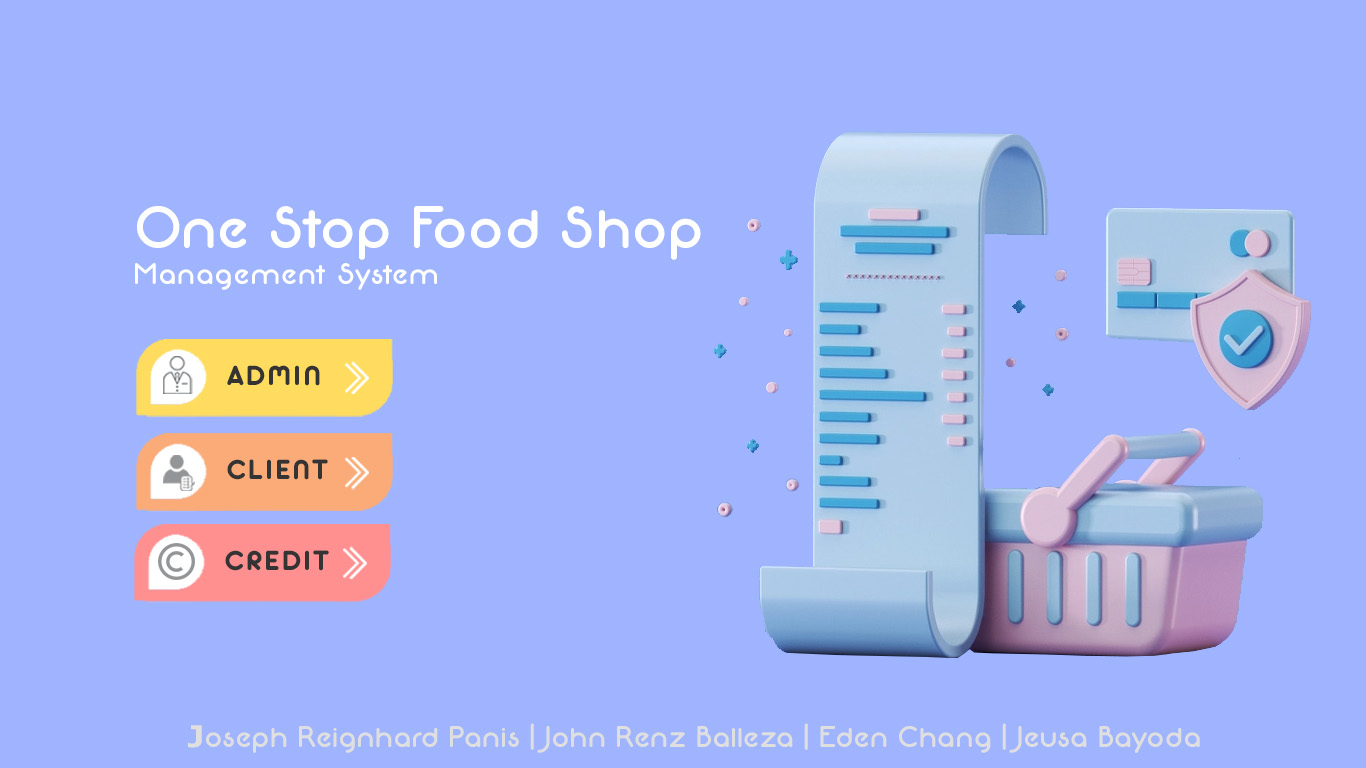 One Stop Food Shop
Management System
ADMIN
CLIENT
© CREDIT
Joseph Reignhard Panis | John Renz Balleza | Eden Chang | Jeusa Bayoda